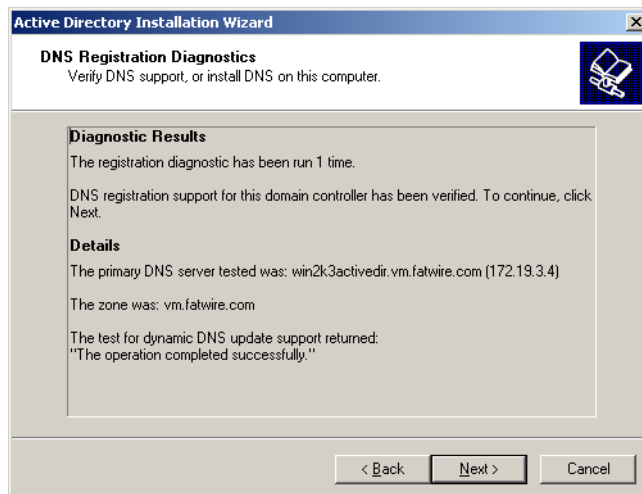 Active Directory Installation Wizard
DNS Registration Diagnostics
Verify DNS support, or install DNS on this computer.
Diagnostic Results
The registration diagnostic has been run 1 time.
DNS registration support for this domain controller has been verified. To continue, click
Next.
Details
The primary DNS server tested was: win2k3activedir.vm.fatwire.com (172.19.3.4)
The zone was: vm.fatwire.com
The test for dynamic DNS update support returned:
"The operation completed successfully."
< Back
Next >
Cancel